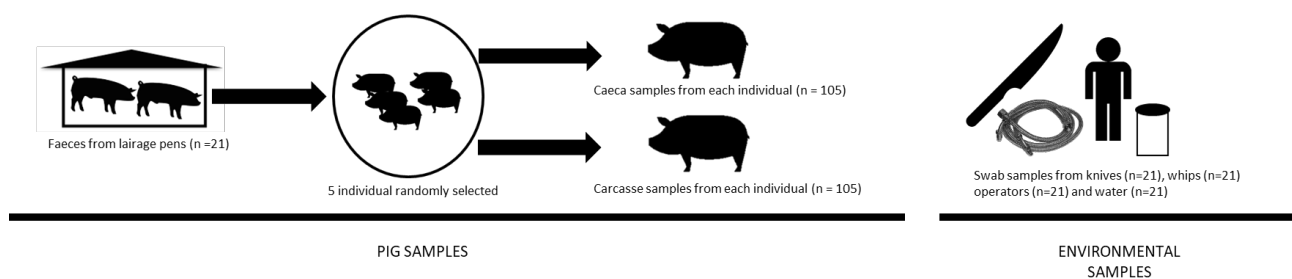 Faeces from lairage pens (n =21)
5 individual randomly selected
Caeca samples from each individual (n = 105)
Carcasse samples from each individual (n = 105)
PIG SAMPLES
Swab samples from knives (n=21), whips (n=21)
operators (n=21) and water (n=21)
ENVIRONMENTAL
SAMPLES